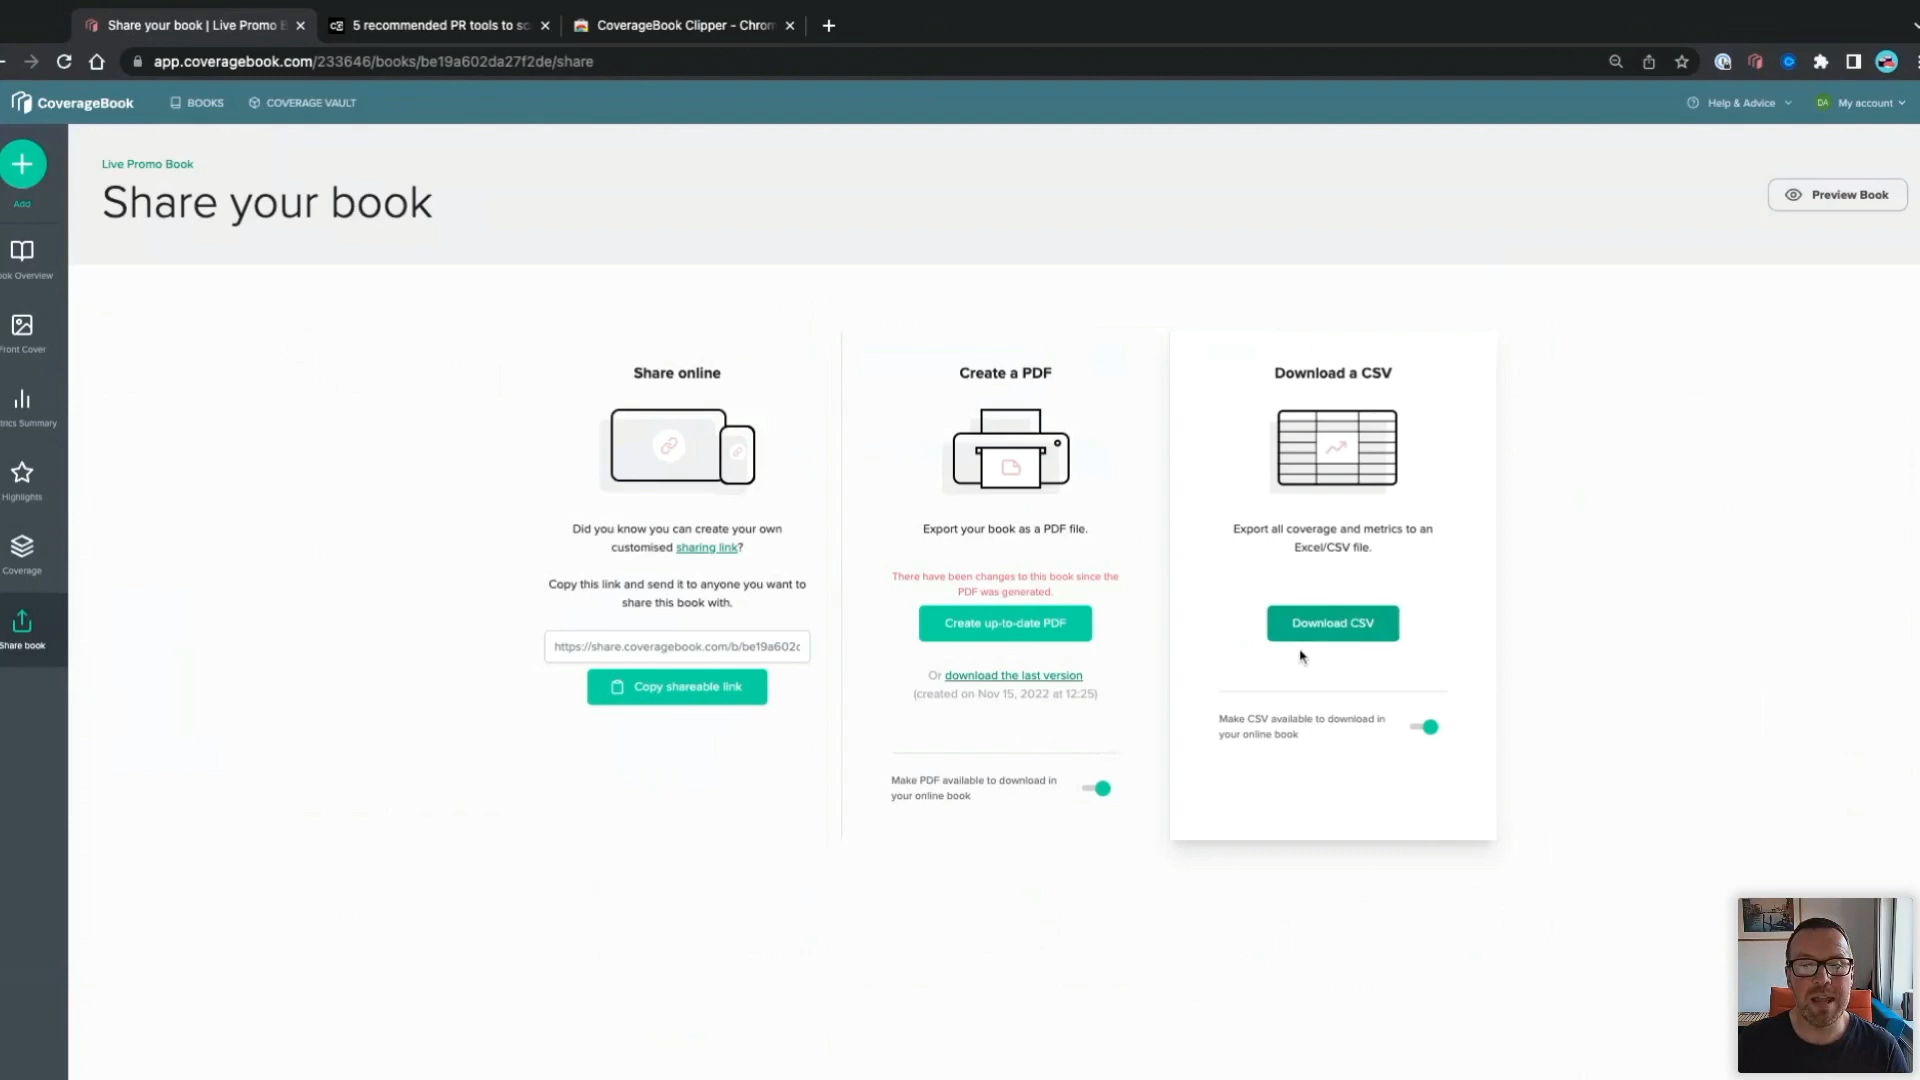 Share your book | Live Promo B
5 recommended PR tools to sc
CoverageBook Clipper - Chrom
app.coveragebook.com/233646/books/be19a602da27f2de/share
CoverageBook
BOOKS
COVERAGE VAULT
Help & Advice
DA
My account
Add
Live Promo Book
Share your book
Preview Book
ook Overview
Front Cover
trics Summary
Highlights
Coverage
Share book
Share online
Did you know you can create your own
customised sharing link?
Copy this link and send it to anyone you want to
share this book with.
https://share.coveragebook.com/b/be19a602c
Copy shareable link
Create a PDF
Export your book as a PDF file.
There have been changes to this book since the
PDF was generated.
Create up-to-date PDF
Or download the last version
(created on Nov 15, 2022 at 12:25)
Make PDF available to download in
your online book
Download a CSV
Export all coverage and metrics to an
Excel/CSV file.
Download CSV
Make CSV available to download in
your online book